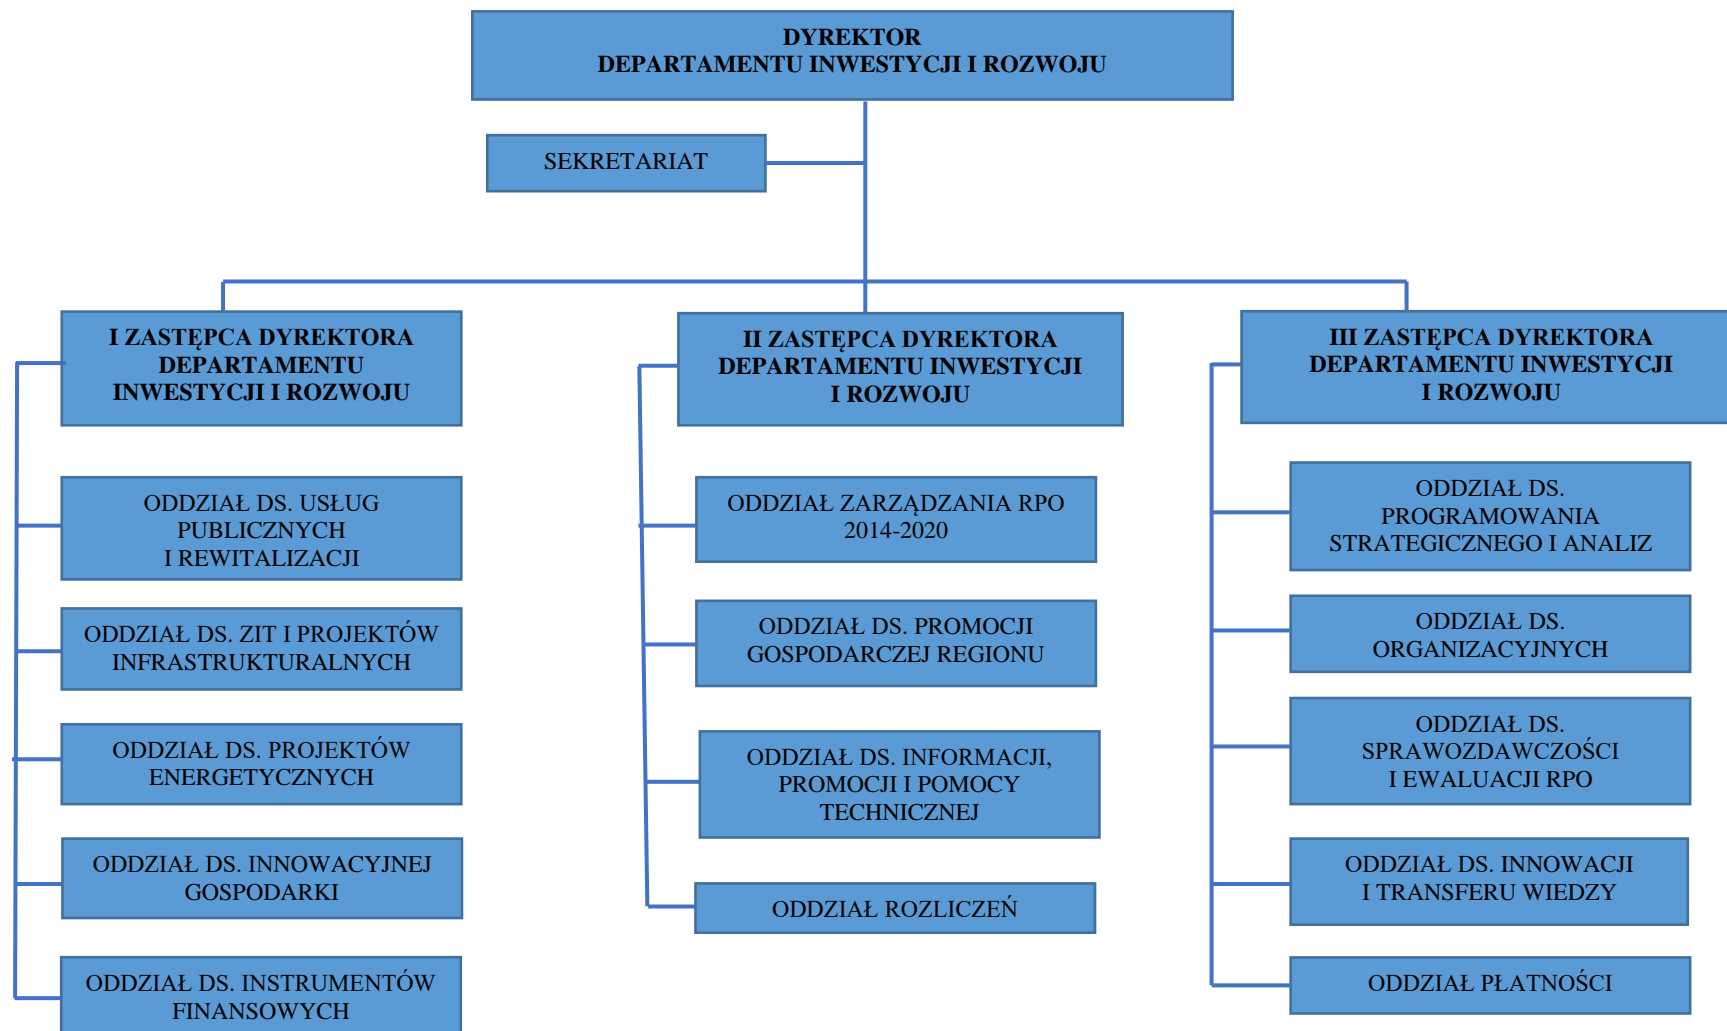 DYREKTOR
DEPARTAMENTU INWESTYCJI I ROZWOJU
SEKRETARIAT
I ZASTĘPCA DYREKTORA
DEPARTAMENTU
INWESTYCJI I ROZWOJU
ODDZIAŁ DS. USŁUG
PUBLICZNYCH
I REWITALIZACJI
ODDZIAŁ DS. ZIT I PROJEKTÓW
INFRASTRUKTURALNYCH
ODDZIAŁ DS. PROJEKTÓW
ENERGETYCZNYCH
ODDZIAŁ DS. INNOWACYJNEJ
GOSPODARKI
ODDZIAŁ DS. INSTRUMENTÓW
FINANSOWYCH
II ZASTĘPCA DYREKTORA
DEPARTAMENTU INWESTYCJI
I ROZWOJU
ODDZIAŁ ZARZĄDZANIA RPO
2014-2020
ODDZIAŁ DS. PROMOCJI
GOSPODARCZEJ REGIONU
ODDZIAŁ DS. INFORMACJI,
PROMOCJI I POMOCY
TECHNICZNEJ
ODDZIAŁ ROZLICZEŃ
III ZASTĘPCA DYREKTORA
DEPARTAMENTU INWESTYCJI
I ROZWOJU
ODDZIAŁ DS.
PROGRAMOWANIA
STRATEGICZNEGO I ANALIZ
ODDZIAŁ DS.
ORGANIZACYJNYCH
ODDZIAŁ DS.
SPRAWOZDAWCZOŚCI
I EWALUACJI RPO
ODDZIAŁ DS. INNOWACJI
I TRANSFERU WIEDZY
ODDZIAŁ PŁATNOŚCI